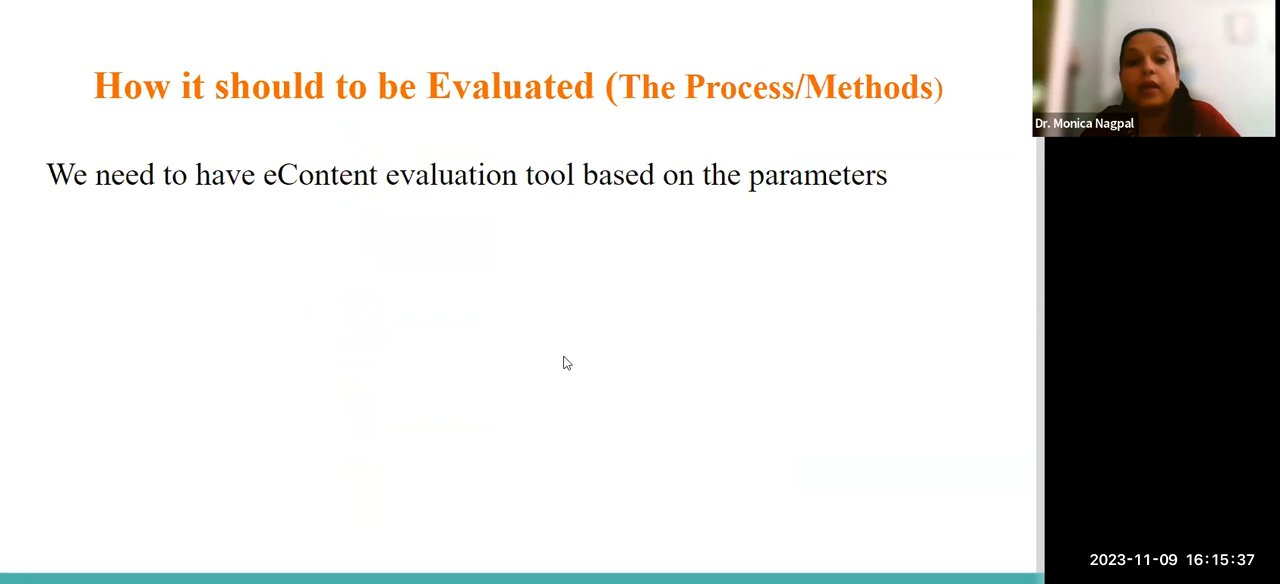 How it should to be Evaluated (The Process/Methods)
We need to have eContent evaluation tool based on the parameters
Dr. Monica Nagpal
2023-11-09 16:15:37